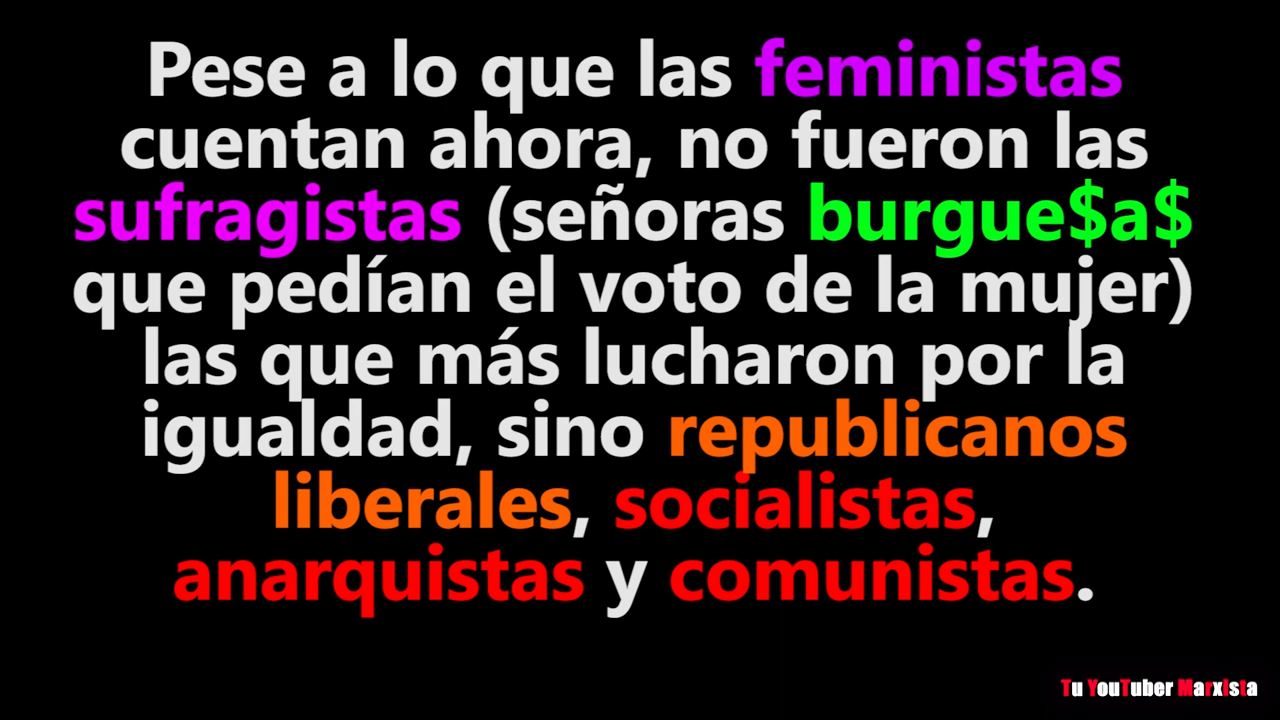 Pese a lo que las feministas
cuentan ahora, no fueron las
sufragistas (señoras burgue$a$
que pedían el voto de la mujer)
las que más lucharon por la
igualdad, sino republicanos
liberales, socialistas,
anarquistas y comunistas.
Tu YouTuber MarxIsta